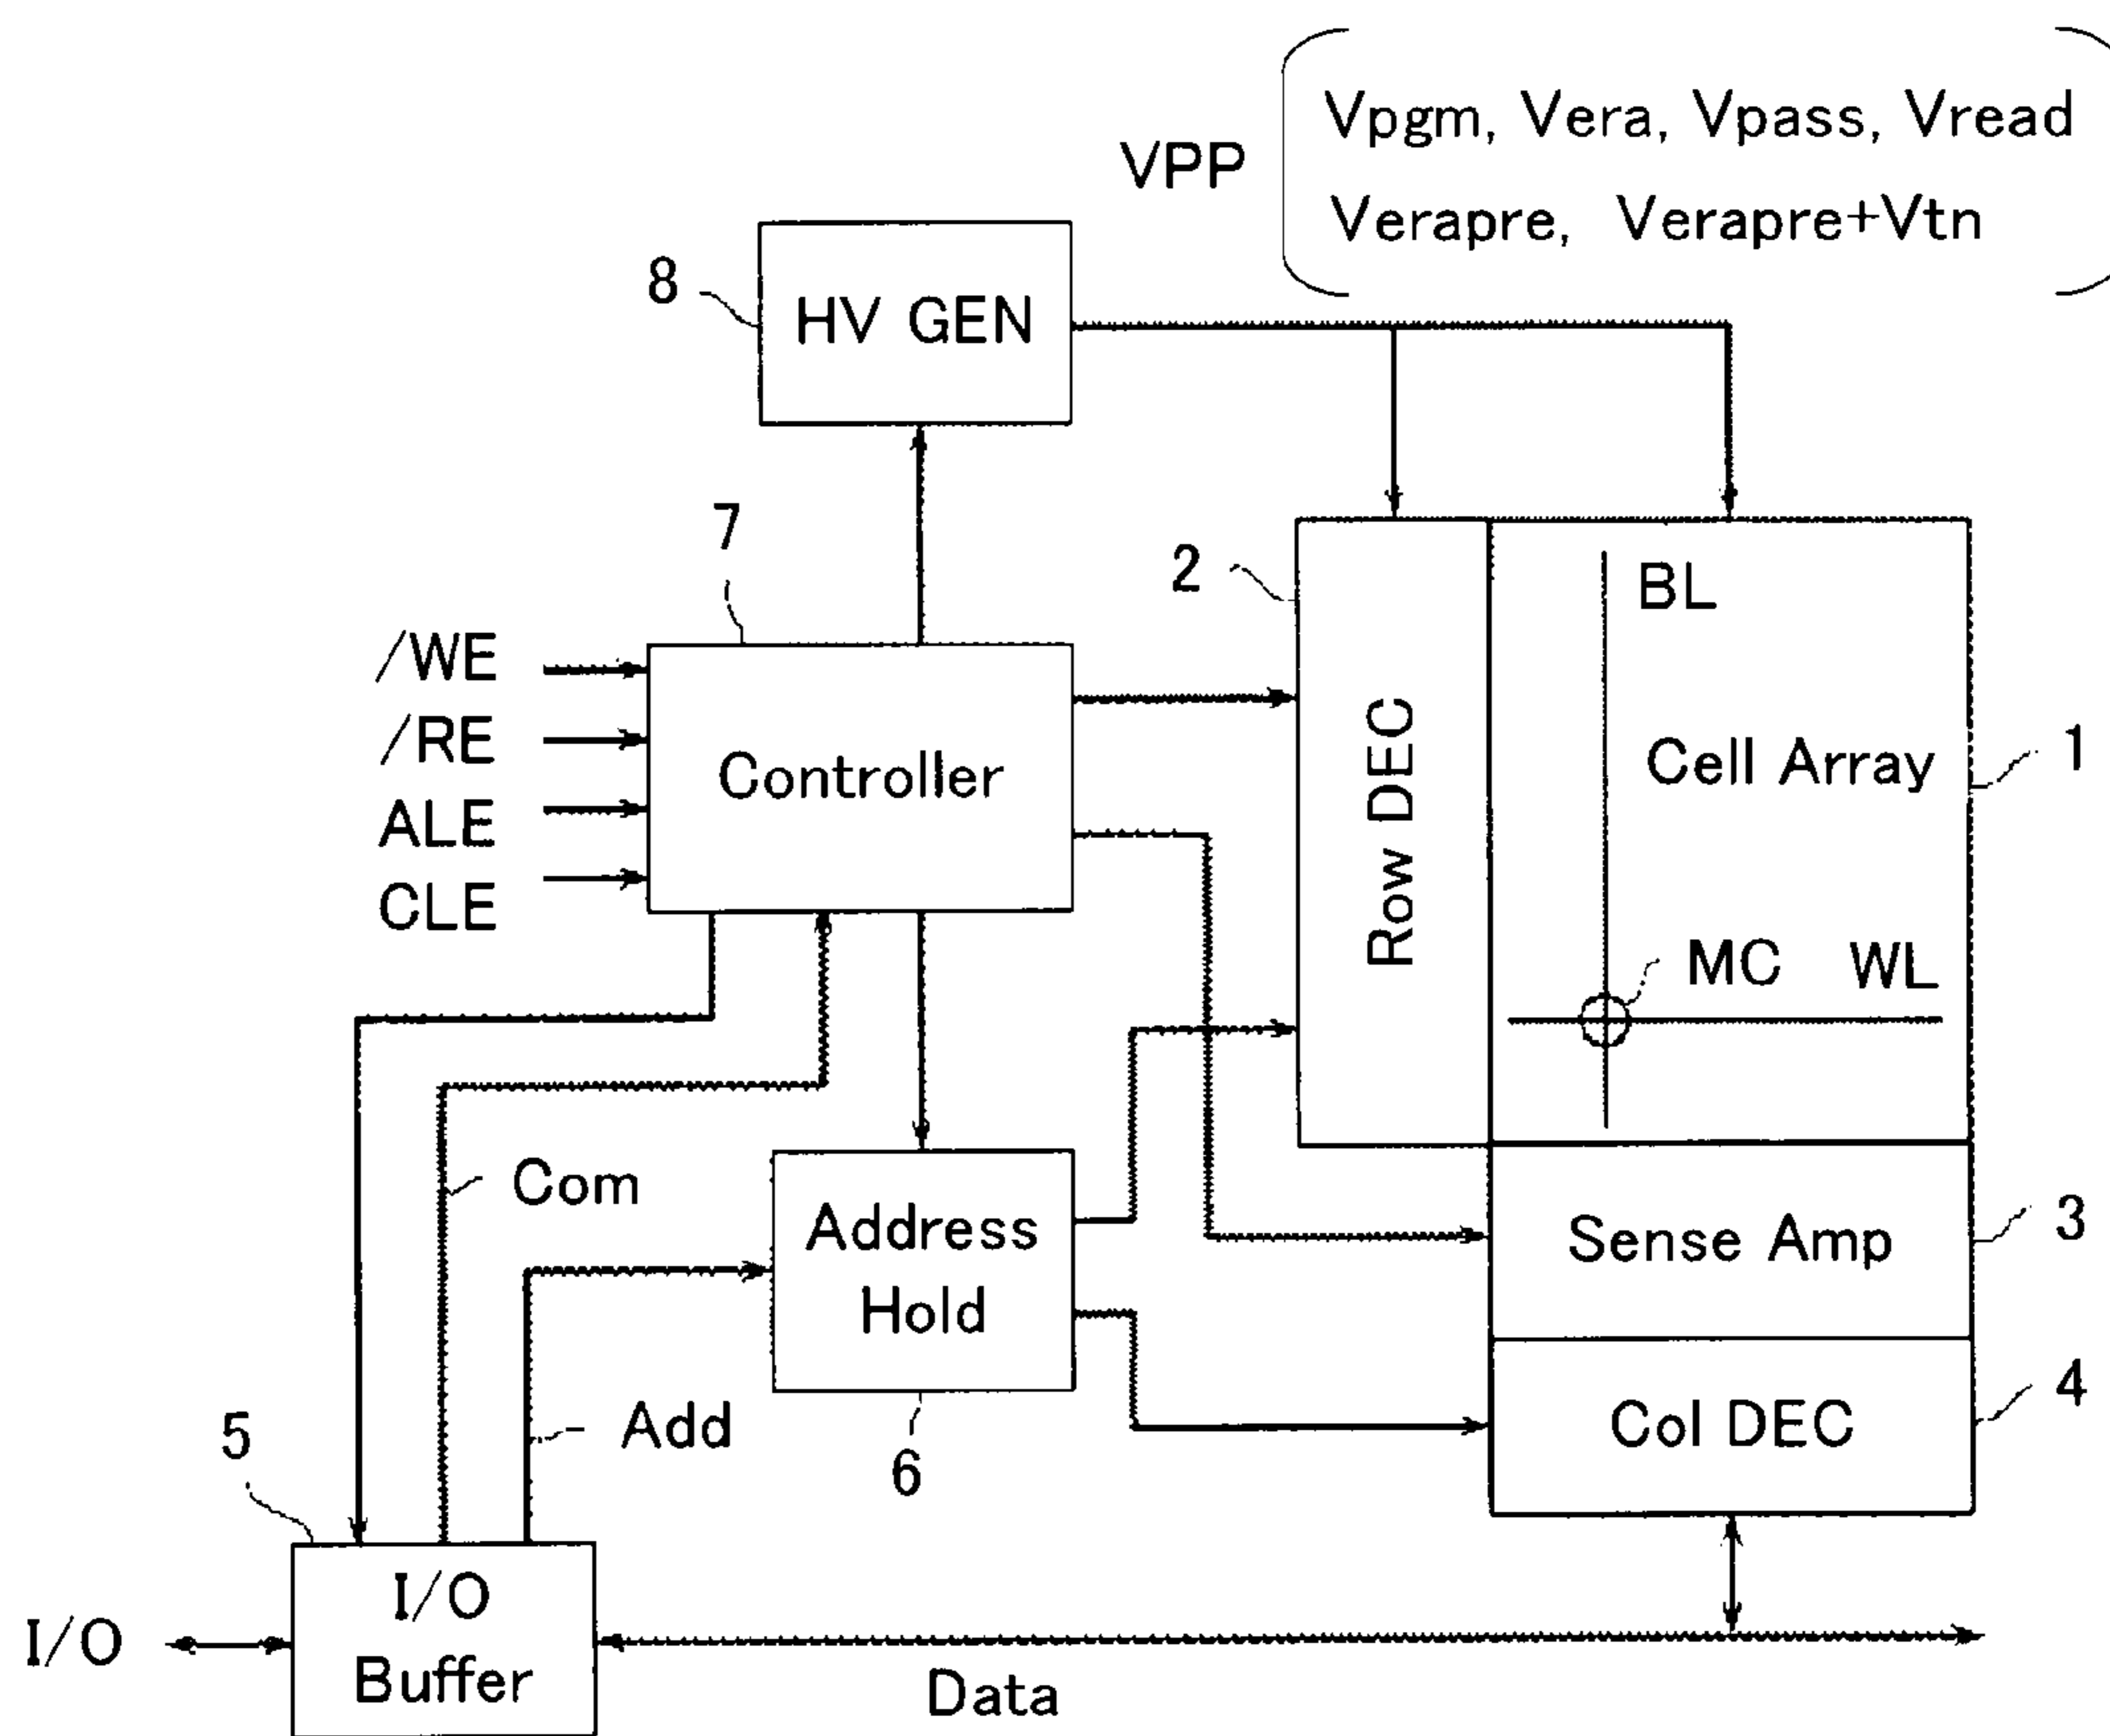 Vpgm, Vera, Vpass, Vread
VPP
Verapre, Verapre+Vtn
8
HV GEN
7
2
BL
/WE
/RE
ALE
CLE
Controller
Row DEC
Cell Array
1
MC WL
Com
Address
Hold
Sense Amp
3
Add
6
Col DEC
4
5
I/O
I/O
Buffer
Data